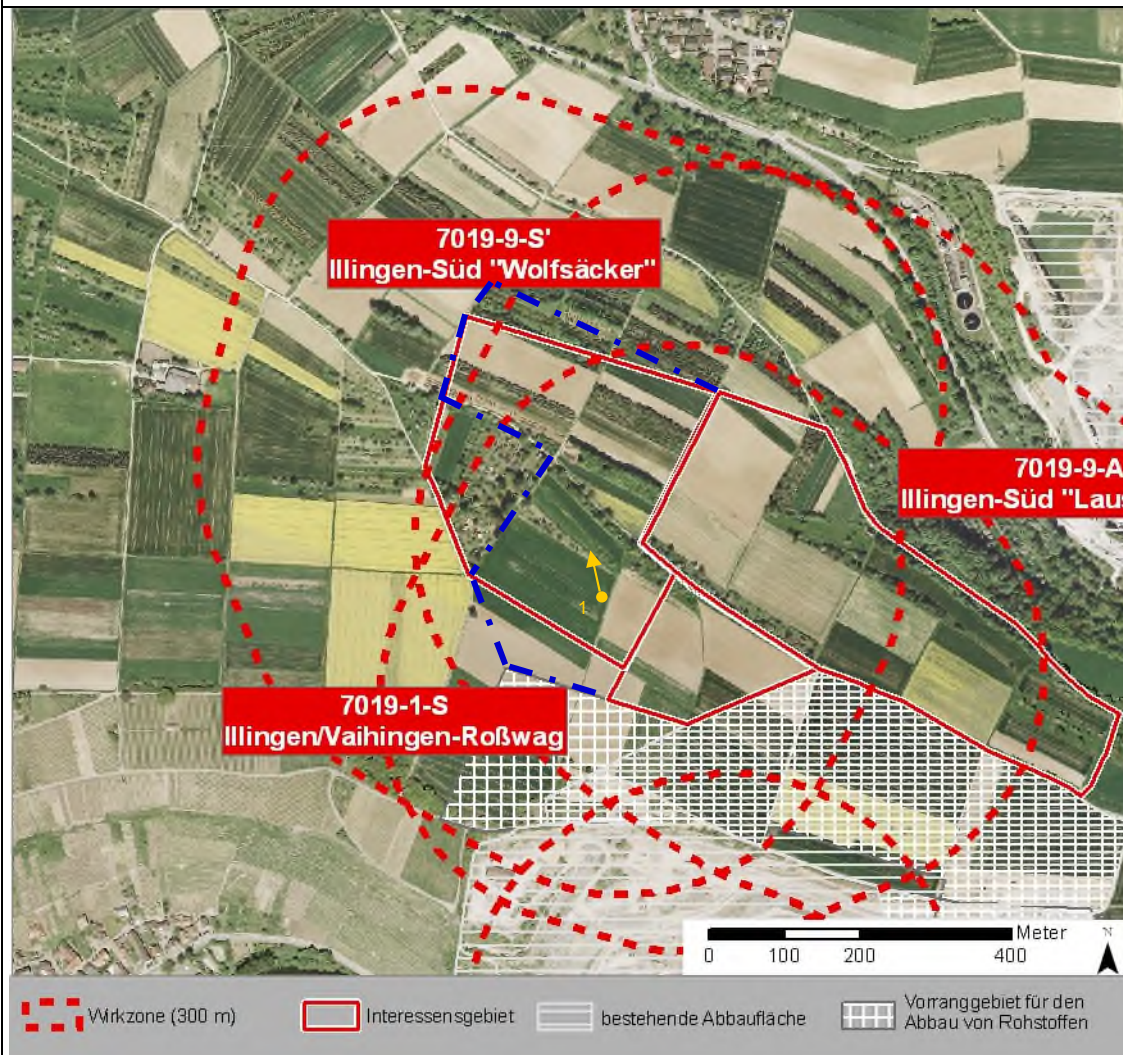 7019-9-S'
Illingen-Süd "Wolfsäcker"
7019-9-A
Illingen-Süd "Laus
1
7019-1-S
Illingen/Vaihingen-Roßwag
Meter
0 100 200 400
N
Wirkzone (300 m)
Interessensgebiet
bestehende Abbaufläche
Vorranggebiet für den
Abbau von Rohstoffen